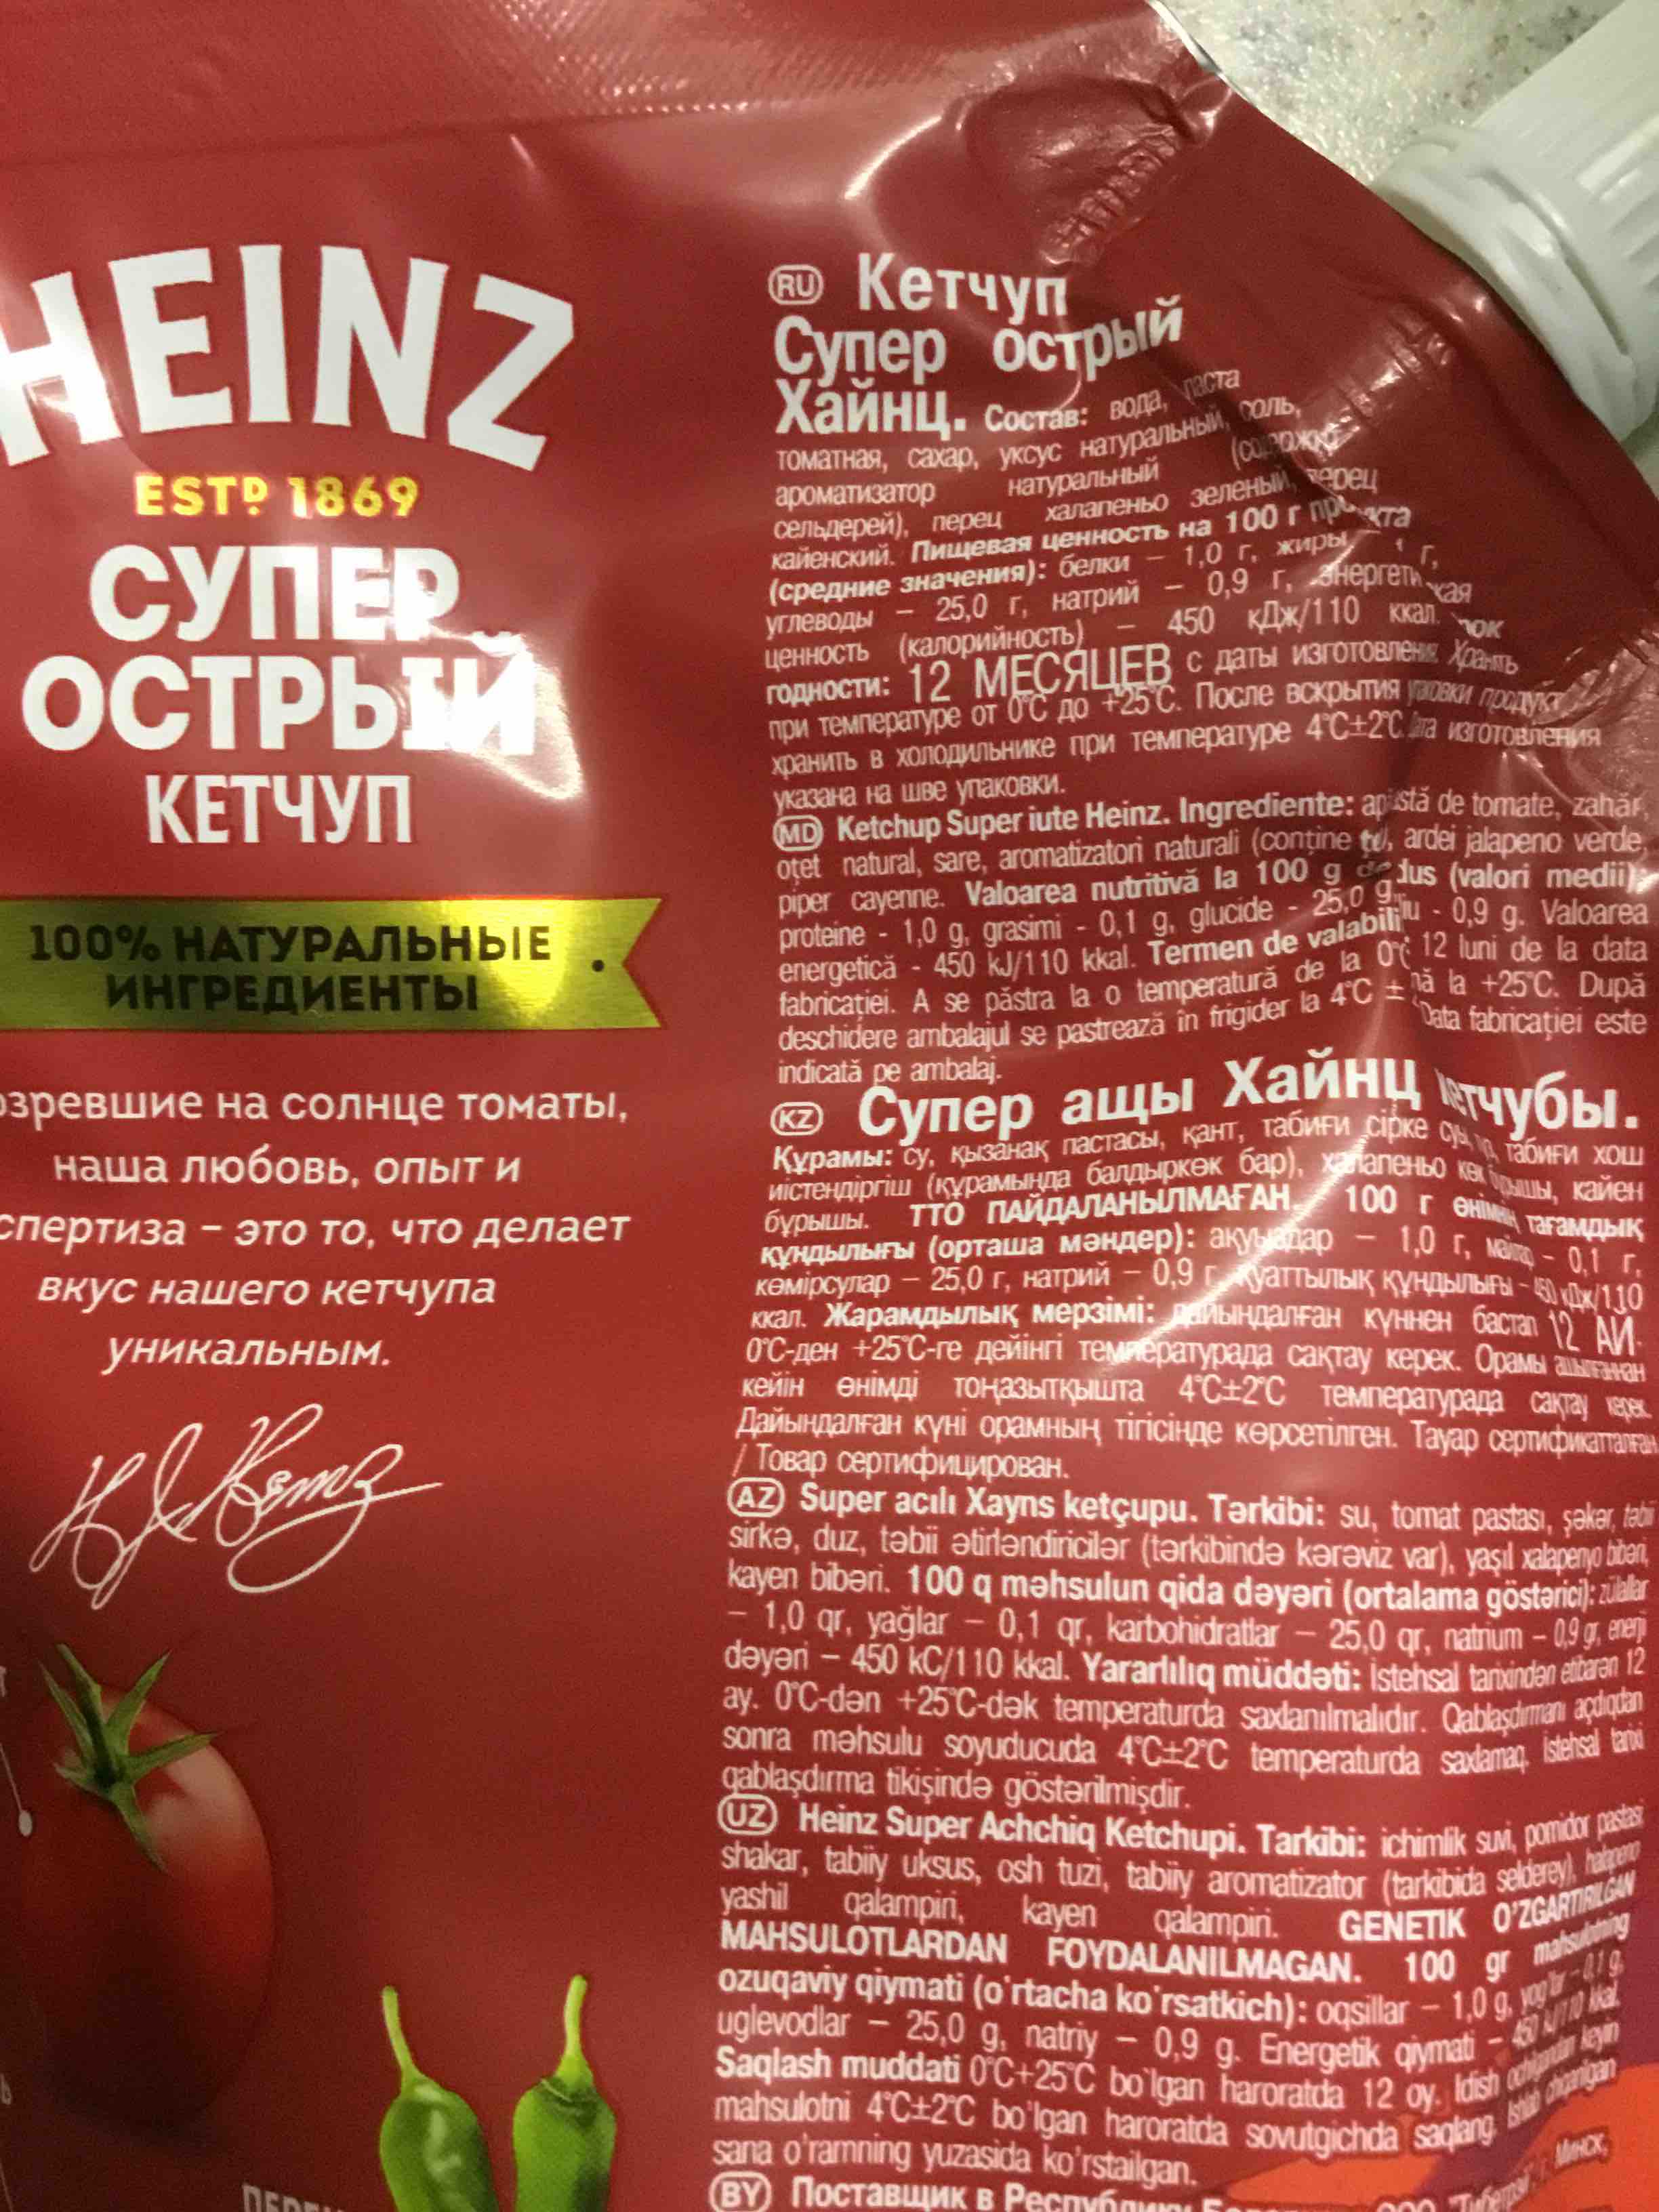 HEINZ
ESTD 1869
СУПЕР
ОСТРЫЙ
КЕТЧУП
100% НАТУРАЛЬНЫЕ
ИНГРЕДИЕНТЫ
зревшие на солнце томаты,
наша любовь, опыт и
спертиза – это то, что делает
вкус нашего кетчупа
уникальным.
RU Кетчуп
Супер острый
Хайнц. Состав: вода, паста
томатная, сахар, уксус натуральный, соль,
ароматизатор натуральный
сельдерей), перец халапеньо зеленый, перец
кайенский. Пищевая ценность на 100 г
(средние значения): белки – 1,0 г, жиры
углеводы – 25,0 г, натрий – 0,9 г,
ценность (калорийность) – 450 кДж/110 ккал.
годности: 12 МЕСЯЦЕВ с даты изготовления. Хранить
при температуре от 0°С до +25°С. После вскрытия продукт
хранить в холодильнике при температуре 4°С±2°С. изготовления
указана на шве упаковки.
MD Ketchup Super iute Heinz. Ingrediente: de tomate, zahăr,
oțet natural, sare, aromatizatori naturali (conține ardei jalapeno verde,
piper cayenne. Valoarea nutritivă la 100 g (valori medii):
proteine - 1,0 g, grasimi - 0,1 g, glucide - 25,0 g, - 0,9 g. Valoarea
energetică - 450 kJ/110 kkal. Termen de 12 luni de la data
fabricației. A se păstra la o temperatură de la la +25°C. După
deschidere ambalajul se pastrează în frigider la 4°C ± Data fabricației este
indicată pe ambalaj.
KZ Супер ащы Хайнц кетчубы.
Құрамы: су, қызанақ пастасы, қант, табиғи сірке табиғи хош
иістендіргіш (құрамында балдыркөк бар), халапеньо көк бұрышы, кайен
бұрышы. ТТО ПАЙДАЛАНЫЛМАҒАН. 100 г өнімнің тағамдық
құндылығы (орташа мәндер): ақуыздар – 1,0 г, – 0,1 г,
көмірсулар – 25,0 г, натрий – 0,9 г. Қуаттылық құндылығы – 450 кДж/110
ккал. Жарамдылық мерзімі: дайындалған күннен бастап 12 АЙ.
0°С-ден +25°С-ге дейінгі температурада сақтау керек. Орамы ашылғаннан
кейін өнімді тоңазытқышта 4°С±2°С температурада сақтау керек.
Дайындалған күні орамның тігісінде көрсетілген. Тауар сертификатталған
/ Товар сертифицирован.
AZ Super acılı Xayns ketçupu. Tərkibi: su, tomat pastası, şəkər, təbii
sirkə, duz, təbii ətirləndiricilər (tərkibində kərəviz var), yaşıl xalapenyo bibəri,
kayen bibəri. 100 q məhsulun qida dəyəri (ortalama göstərici): zülallar
– 1,0 qr, yağlar – 0,1 qr, karbohidratlar – 25,0 qr, natrium – 0,9 g, enerji
dəyəri – 450 kC/110 kkal. Yararlılıq müddəti: İstehsal tarixindən etibarən 12
ay. 0°C-dən +25°C-dək temperaturda saxlanılmalıdır. Qablaşdırmanı açdıqdan
sonra məhsulu soyuducuda 4°C±2°C temperaturda saxlamaq. İstehsal tarixi
qablaşdırma tikişində göstərilmişdir.
UZ Heinz Super Achchiq Ketchupi. Tarkibi: ichimlik suvi, pomidor pastasi
shakar, tabiiy uksus, osh tuzi, tabiiy aromatizator (tarkibida selderey), halapeno
yashil qalampiri, kayen qalampiri. GENETIK O'ZGARTIRILGAN
MAHSULOTLARDAN FOYDALANILMAGAN. 100 gr mahsulotning
ozuqaviy qiymati (o'rtacha ko'rsatkich): oqsillar – 1,0 g, yog'lar – 0,1 g,
uglevodlar – 25,0 g, natriy – 0,9 g. Energetik qiymati – 450 kJ/110 kkal.
Saqlash muddati 0°C+25°C bo'lgan haroratda 12 oy. Idish ochilgandan keyin
mahsulotni 4°C±2°C bo'lgan haroratda sovutgichda saqlang. Ishlab chiqarilgan
sana o'ramning yuzasida ko'rstailgan.
BY Поставщик в Минск,